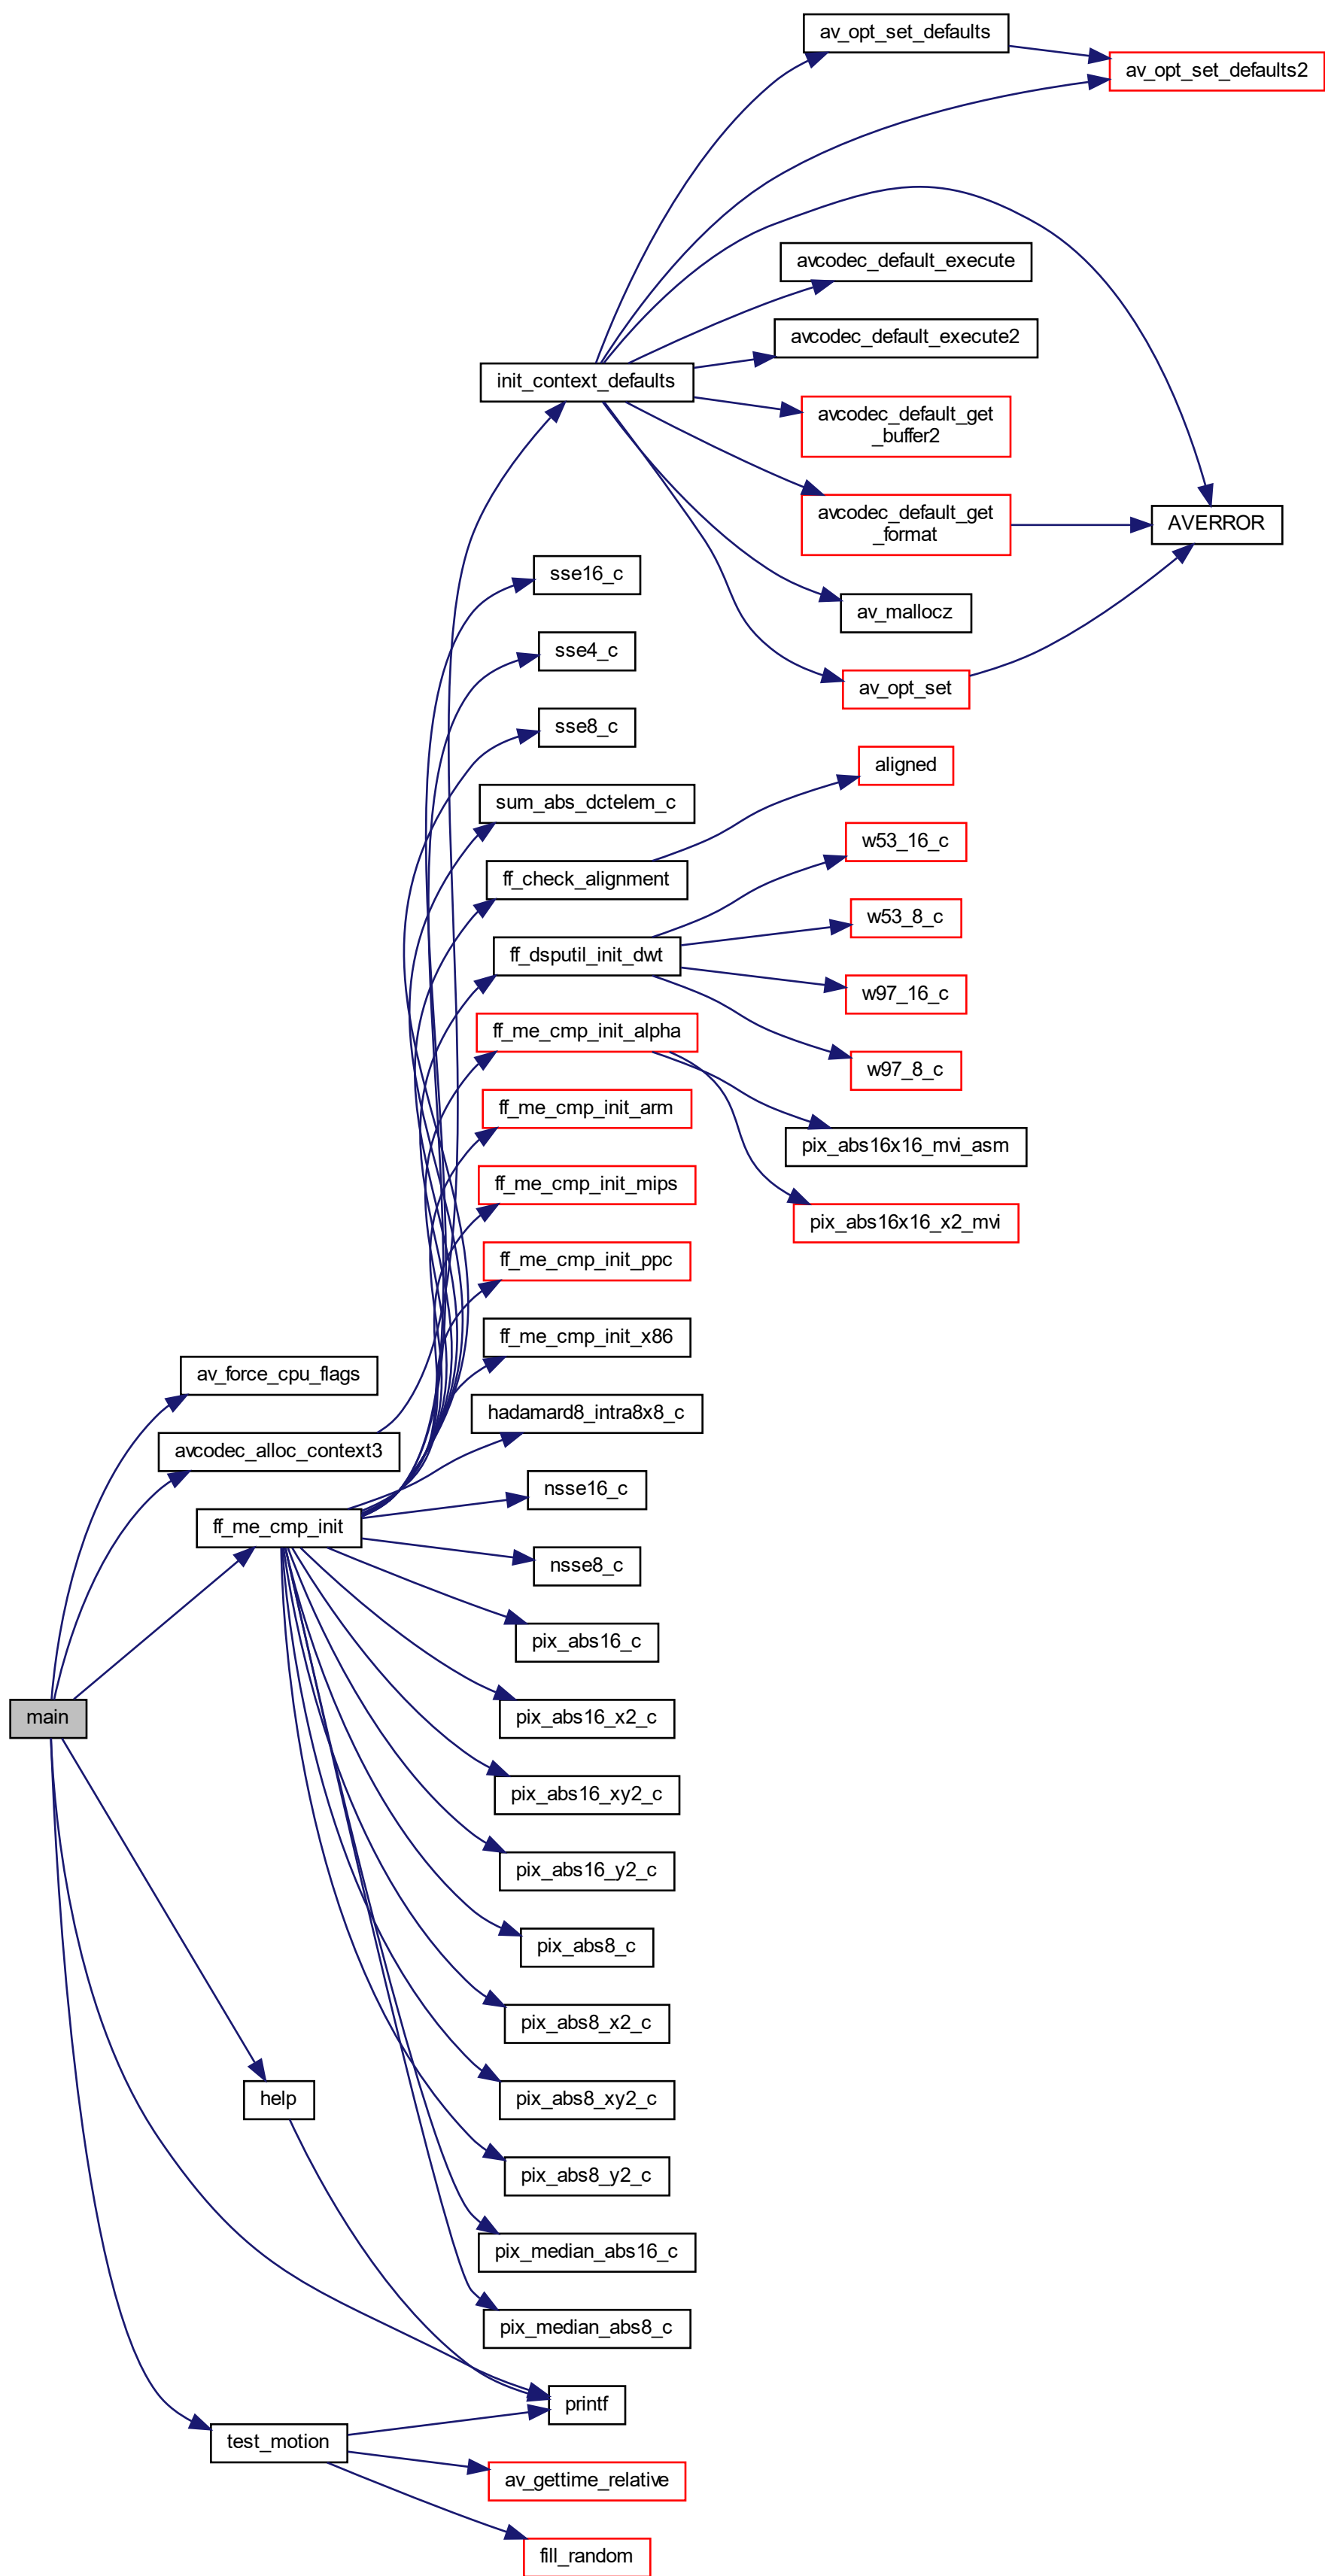 av_opt_set_defaults
av_opt_set_defaults2
avcodec_default_execute
avcodec_default_execute2
init_context_defaults
avcodec_default_get
_buffer2
avcodec_default_get
_format
AVERROR
sse16_c
av_mallocz
sse4_c
av_opt_set
sse8_c
aligned
sum_abs_dctelem_c
w53_16_c
ff_check_alignment
w53_8_c
ff_dsputil_init_dwt
w97_16_c
ff_me_cmp_init_alpha
w97_8_c
ff_me_cmp_init_arm
pix_abs16x16_mvi_asm
ff_me_cmp_init_mips
pix_abs16x16_x2_mvi
ff_me_cmp_init_ppc
ff_me_cmp_init_x86
av_force_cpu_flags
hadamard8_intra8x8_c
avcodec_alloc_context3
nsse16_c
ff_me_cmp_init
nsse8_c
pix_abs16_c
main
pix_abs16_x2_c
pix_abs16_xy2_c
pix_abs16_y2_c
pix_abs8_c
pix_abs8_x2_c
help
pix_abs8_xy2_c
pix_abs8_y2_c
pix_median_abs16_c
pix_median_abs8_c
printf
test_motion
av_gettime_relative
fill_random